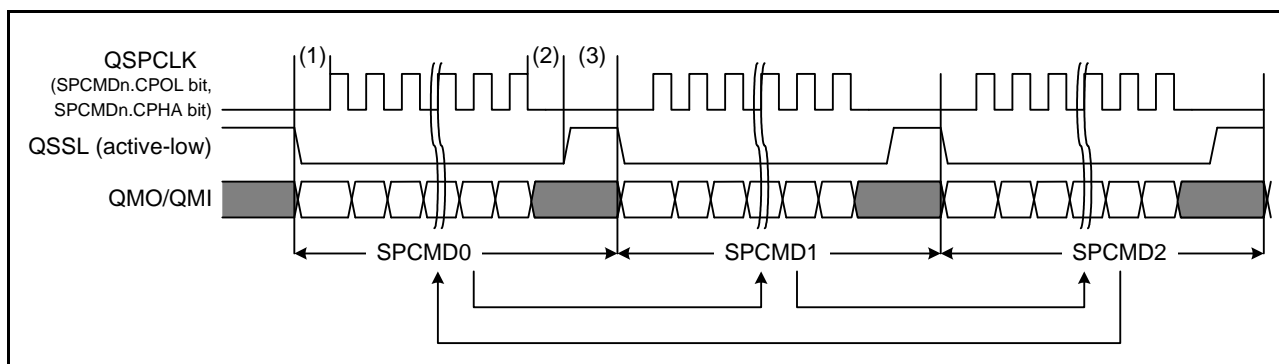 QSPCLK (1) (2) (3)
(SPCMDn.CPOL bit,
SPCMDn.CPHA bit)
QSSL (active-low)
QMO/QMI
SPCMD0 SPCMD1 SPCMD2